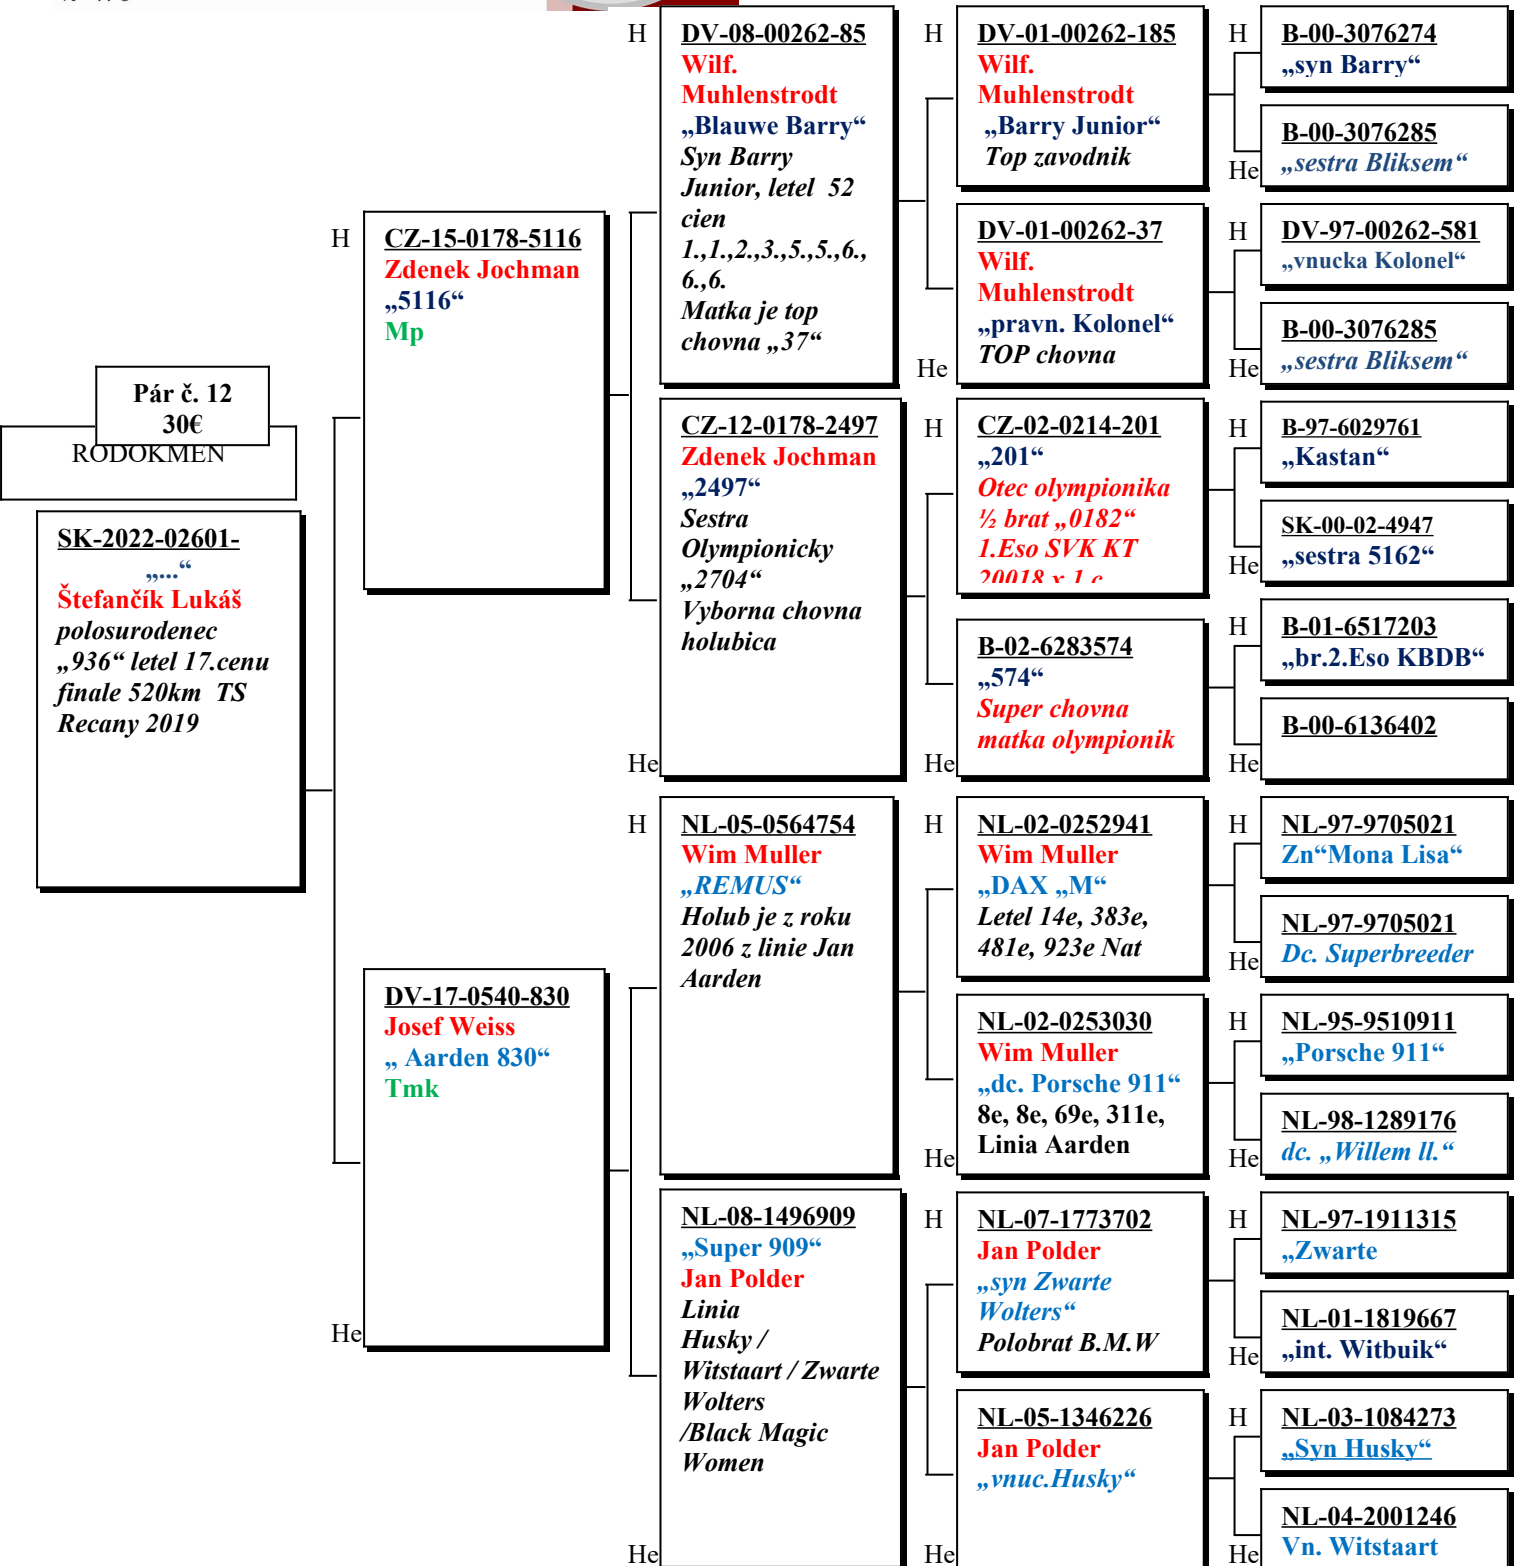 Pár č. 12
30€
RODOKMEN
SK-2022-02601-
„...“
Štefančík Lukáš
polosurodenec
„936“ letel 17.cenu
finale 520km TS
Recany 2019
H
CZ-15-0178-5116
Zdenek Jochman
„5116“
Mp
He
DV-17-0540-830
Josef Weiss
„ Aarden 830“
Tmk
H
DV-08-00262-85
Wilf.
Muhlenstrodt
„Blauwe Barry“
Syn Barry
Junior, letel 52
cien
1.,1.,2.,3.,5.,5.,6.,
6.,6.
Matka je top
chovna „37“
He
CZ-12-0178-2497
Zdenek Jochman
„2497“
Sestra
Olympionicky
„2704“
Vyborna chovna
holubica
H
NL-05-0564754
Wim Muller
„REMUS“
Holub je z roku
2006 z linie Jan
Aarden
He
NL-08-1496909
„Super 909“
Jan Polder
Linia
Husky /
Witstaart / Zwarte
Wolters
/Black Magic
Women
H
DV-01-00262-185
Wilf.
Muhlenstrodt
„Barry Junior“
Top zavodnik
He
DV-01-00262-37
Wilf.
Muhlenstrodt
„pravn. Kolonel“
TOP chovna
H
CZ-02-0214-201
„201“
Otec olympionika
½ brat „0182“
1.Eso SVK KT
20018 x 1.c
He
B-02-6283574
„574“
Super chovna
matka olympionik
H
NL-02-0252941
Wim Muller
„DAX „M“
Letel 14e, 383e,
481e, 923e Nat
He
NL-02-0253030
Wim Muller
„dc. Porsche 911“
8e, 8e, 69e, 311e,
Linia Aarden
H
NL-07-1773702
Jan Polder
„syn Zwarte
Wolters“
Polobrat B.M.W
He
NL-05-1346226
Jan Polder
„vnuc.Husky“
H
B-00-3076274
„syn Barry“
He
B-00-3076285
„sestra Bliksem“
H
DV-97-00262-581
„vnucka Kolonel“
He
B-00-3076285
„sestra Bliksem“
H
B-97-6029761
„Kastan“
He
SK-00-02-4947
„sestra 5162“
H
B-01-6517203
„br.2.Eso KBDB“
He
B-00-6136402
H
NL-97-9705021
Zn“Mona Lisa“
He
NL-97-9705021
Dc. Superbreeder
H
NL-95-9510911
„Porsche 911“
He
NL-98-1289176
dc. „Willem ll.“
H
NL-97-1911315
„Zwarte
He
NL-01-1819667
„int. Witbuik“
H
NL-03-1084273
„Syn Husky“
He
NL-04-2001246
Vn. Witstaart